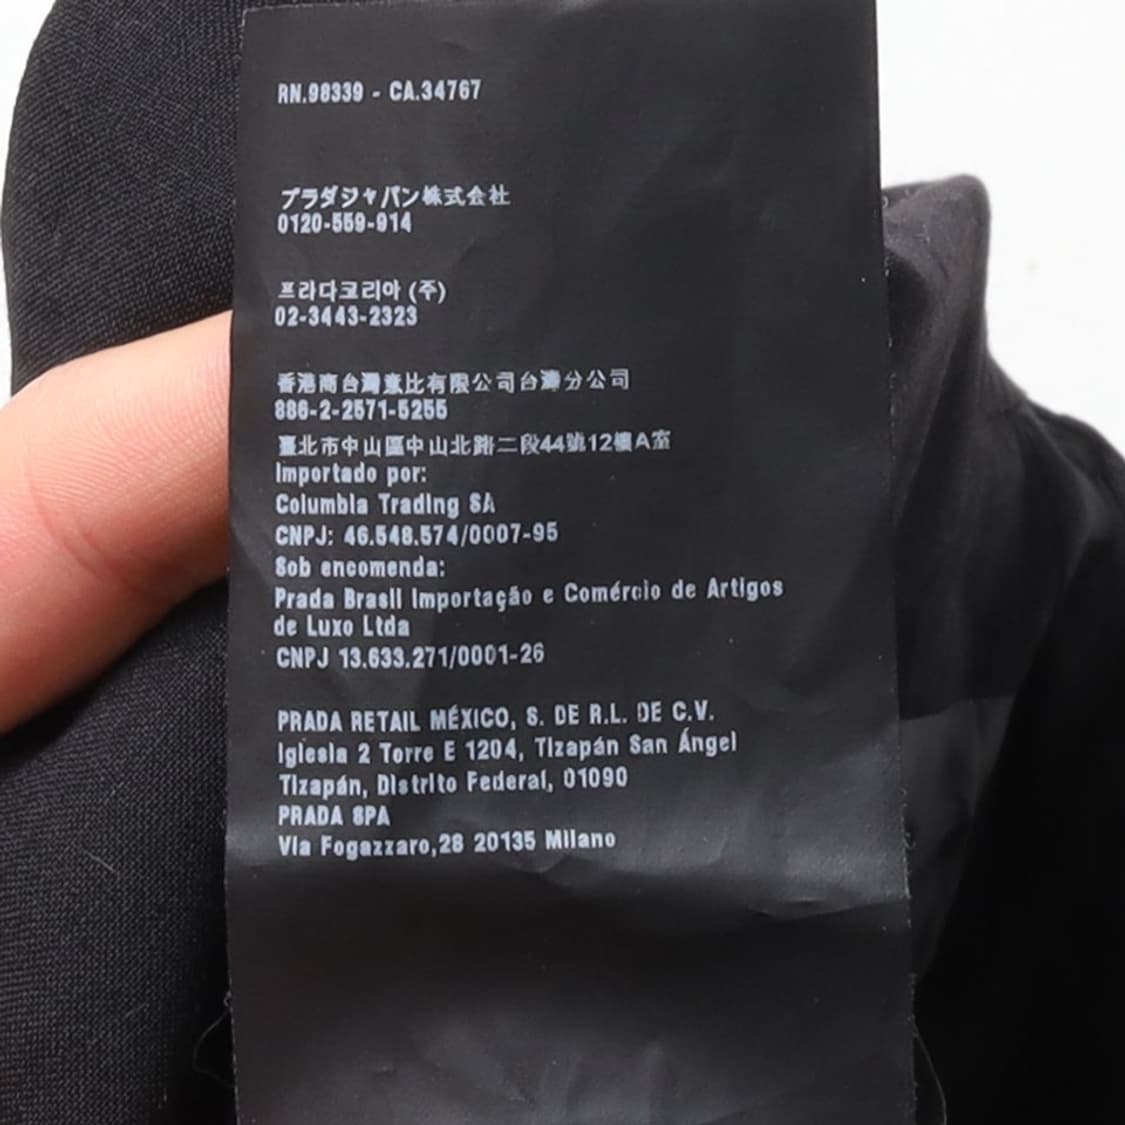 RN.98339 - CA.34767
プラダジャパン株式会社
0120-559-914
프라다코리아 (주)
02-3443-2323
香港商台灣意比有限公司台灣分公司
886-2-2571-5255
臺北市中山區中山北路二段44號12樓A室
Importado por:
Columbia Trading SA
CNPJ: 46.548.574/0007-95
Sob encomenda:
Prada Brasil Importação e Comércio de Artigos
de Luxo Ltda
CNPJ 13.633.271/0001-26
PRADA RETAIL MÉXICO, S. DE R.L. DE C.V.
Iglesia 2 Torre E 1204, Tizapán San Ángel
Tizapán, Distrito Federal, 01090
PRADA SPA
Via Fogazzaro,28 20135 Milano